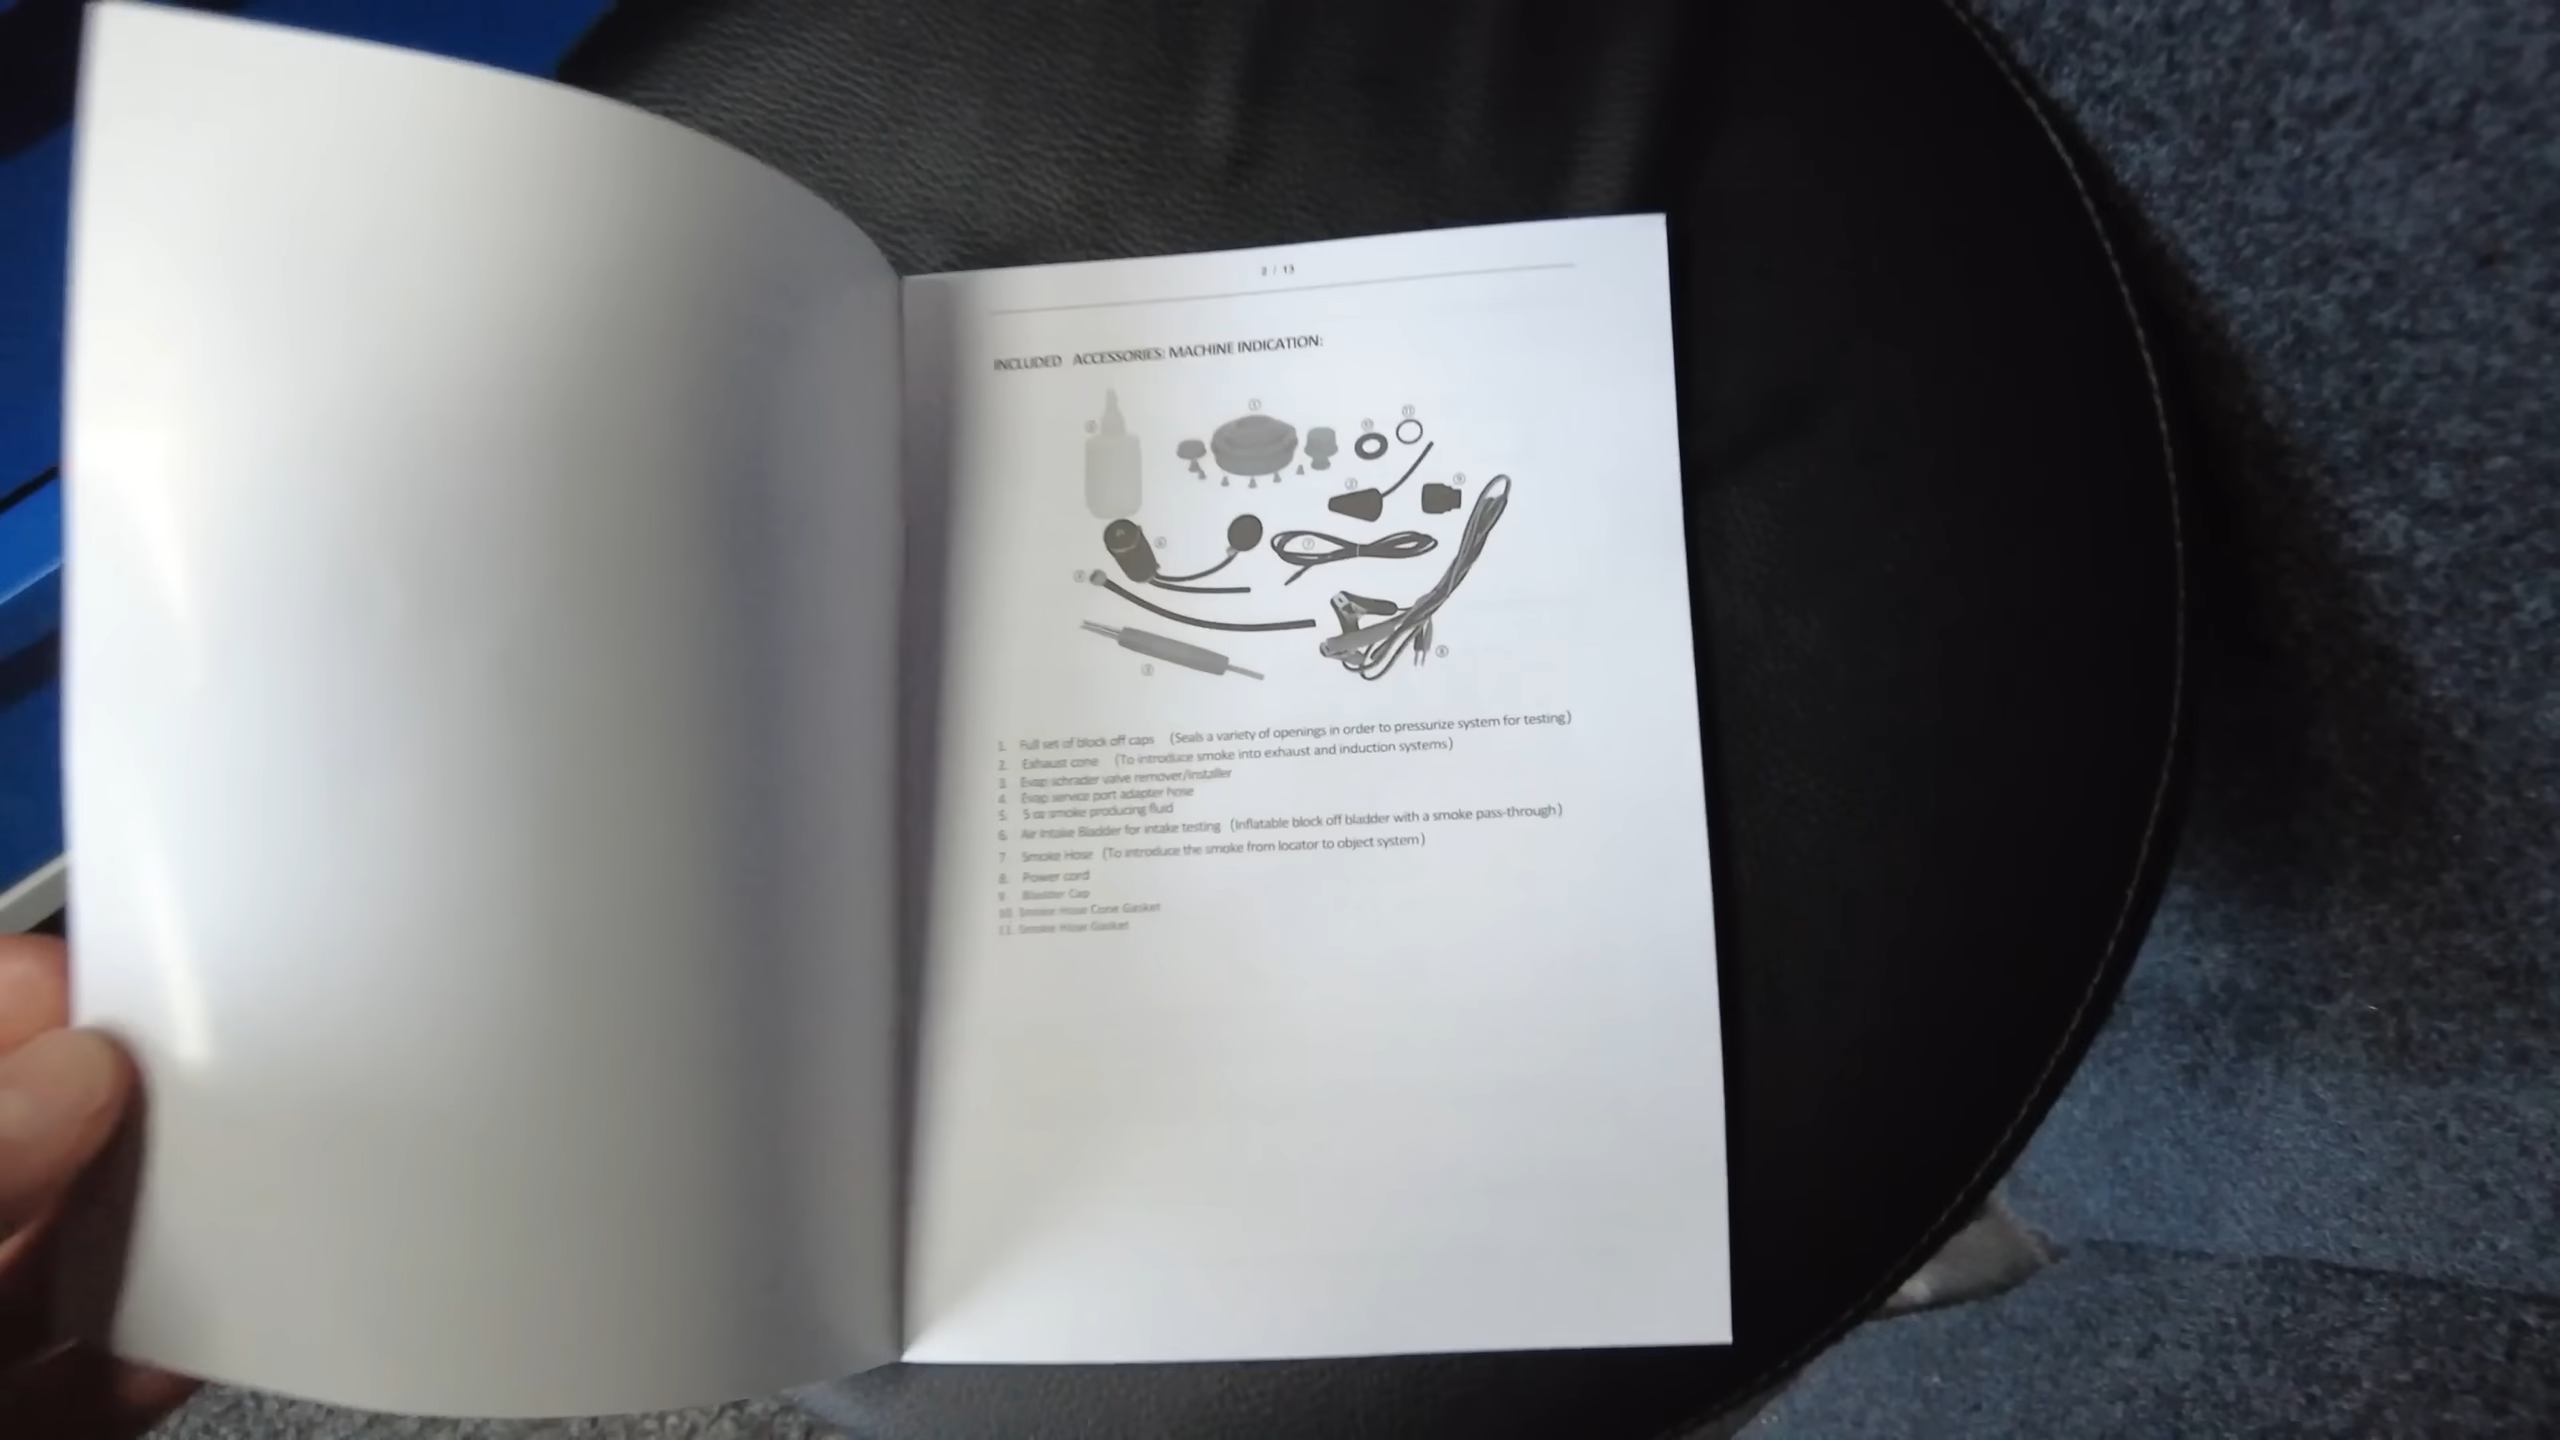 2 / 13
INCLUDED ACCESSORIES: MACHINE INDICATION:
1. Full set of block off caps (Seals a variety of openings in order to pressurize system for testing)
2. Exhaust cone (To introduce smoke into exhaust and induction systems)
3. Evap schrader valve remover/installer
4. Evap service port adapter hose
5. 5 oz smoke producing fluid
6. Air Intake Bladder for intake testing (Inflatable block off bladder with a smoke pass-through)
7. Smoke Hose (To introduce the smoke from locator to object system)
8. Power cord
9. Bladder Cap
10. Smoke Hose Cone Gasket
11. Smoke Hose Gasket